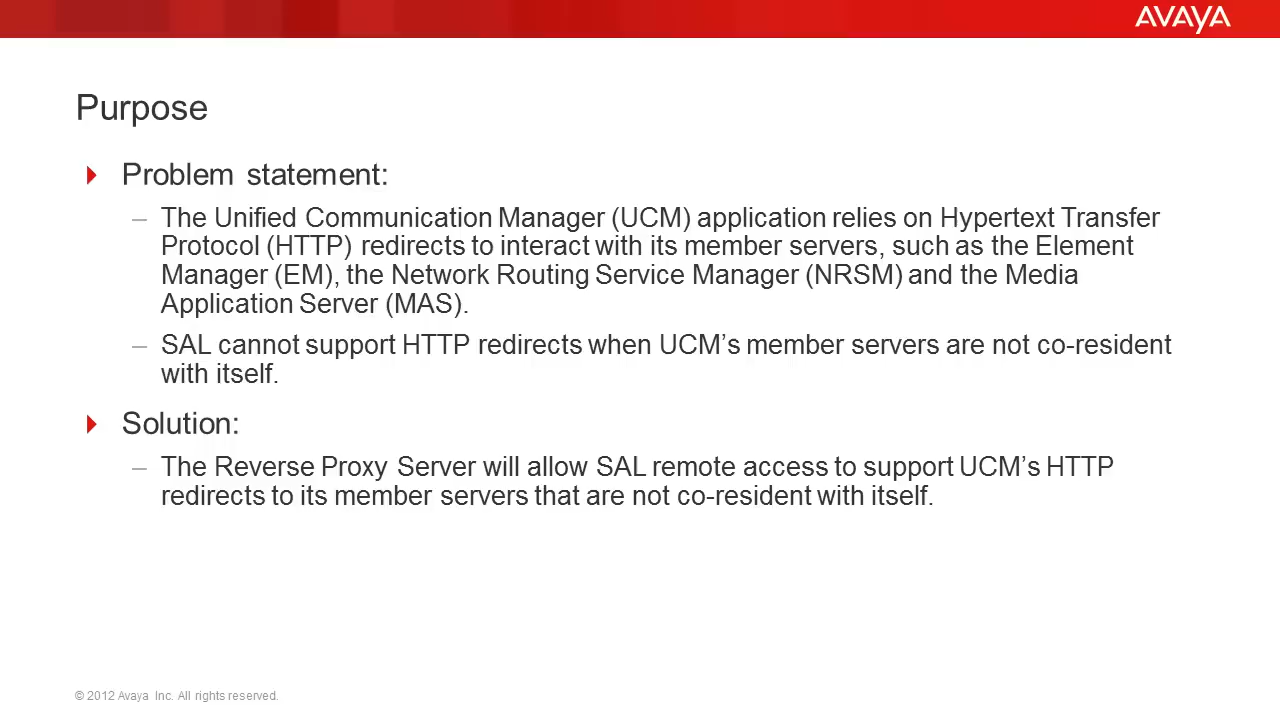 AVAYA
Purpose
Problem statement:
– The Unified Communication Manager (UCM) application relies on Hypertext Transfer
Protocol (HTTP) redirects to interact with its member servers, such as the Element
Manager (EM), the Network Routing Service Manager (NRSM) and the Media
Application Server (MAS).
– SAL cannot support HTTP redirects when UCM’s member servers are not co-resident
with itself.
Solution:
– The Reverse Proxy Server will allow SAL remote access to support UCM’s HTTP
redirects to its member servers that are not co-resident with itself.
© 2012 Avaya Inc. All rights reserved.